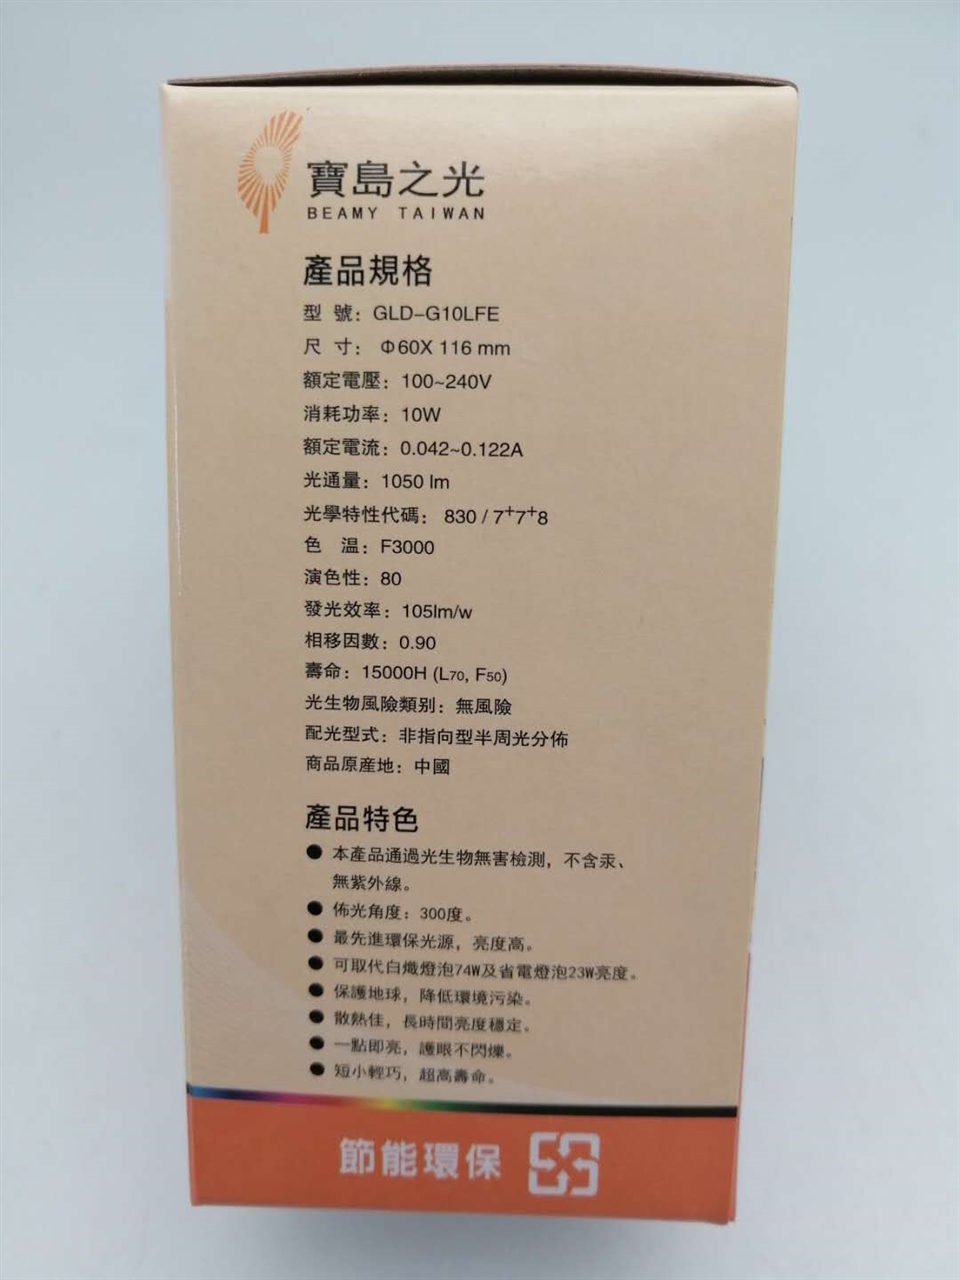 寶島之光
BEAMY TAIWAN
產品規格
型 號：GLD-G10LFE
尺 寸： Φ60X 116 mm
額定電壓：100~240V
消耗功率：10W
額定電流：0.042~0.122A
光通量：1050 lm
光學特性代碼： 830 / 7⁺7⁺8
色 溫：F3000
演色性：80
發光效率：105lm/w
相移因數：0.90
壽命：15000H (L70, F50)
光生物風險類別：無風險
配光型式：非指向型半周光分佈
商品原産地：中國
產品特色
● 本產品通過光生物無害檢測，不含汞、
無紫外線。
● 佈光角度：300度。
● 最先進環保光源，亮度高。
● 可取代白熾燈泡74W及省電燈泡23W亮度。
● 保護地球，降低環境污染。
● 散熱佳，長時間亮度穩定。
● 一點即亮，護眼不閃爍。
● 短小輕巧，超高壽命。
節能環保